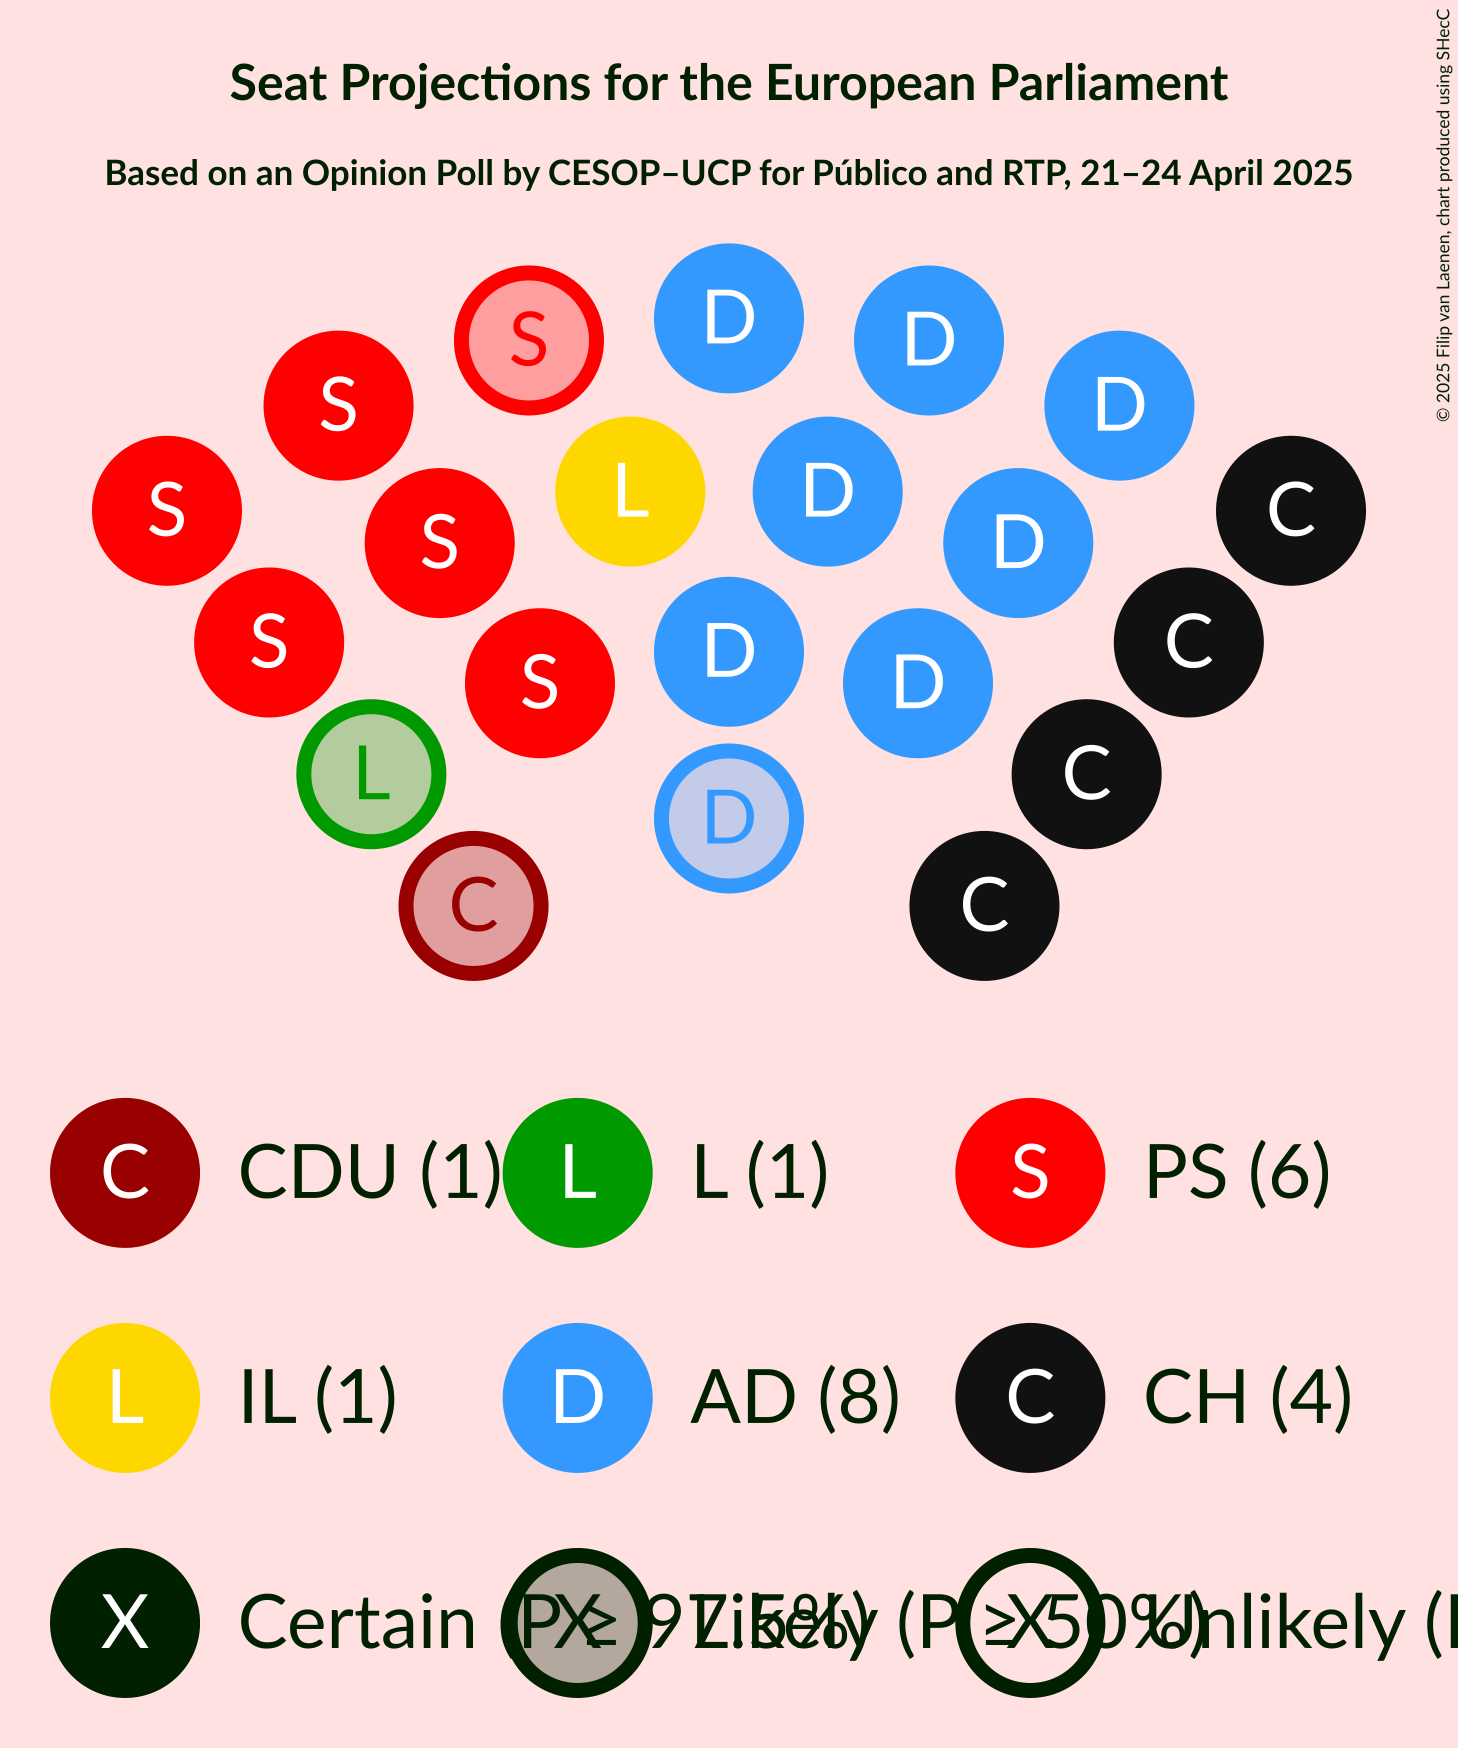 Seat Projections for the European Parliament
Based on an Opinion Poll by CESOP–UCP for Público and RTP, 21–24 April 2025
© 2025 Filip van Laenen, chart produced using SHecC
D
S D
S D
S L D C
S D
S D C
S D
L D C
C C
C CDU (1) L L (1) S PS (6)
L IL (1) D AD (8) C CH (4)
X Certain (P ≥ 97.5%) X Likely (P ≥ 50%) X Unlikely (